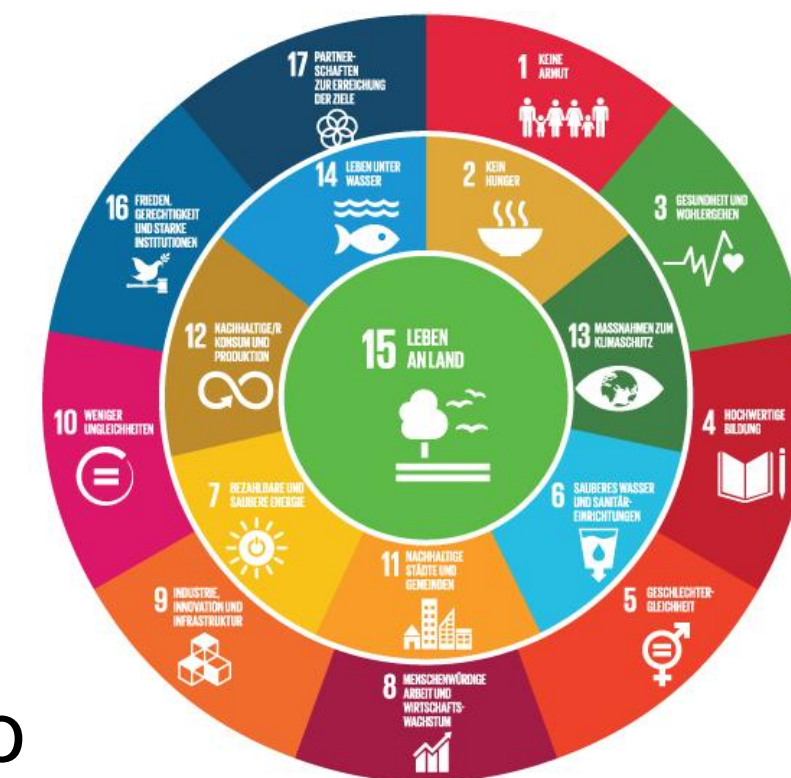 17 PARTNER-
SCHAFTEN
ZUR ERREICHUNG
DER ZIELE
1 KEINE
ARMUT
14 LEBEN UNTER
WASSER
2 KEIN
HUNGER
16 FRIEDEN,
GERECHTIGKEIT
UND STARKE
INSTITUTIONEN
3 GESUNDHEIT UND
WOHLERGEHEN
12 NACHHALTIGE/R
KONSUM UND
PRODUKTION
15 LEBEN
AN LAND
13 MASSNAHMEN ZUM
KLIMASCHUTZ
10 WENIGER
UNGLEICHHEITEN
4 HOCHWERTIGE
BILDUNG
7 BEZAHLBARE UND
SAUBERE ENERGIE
6 SAUBERES WASSER
UND SANITÄR-
EINRICHTUNGEN
11 NACHHALTIGE
STÄDTE UND
GEMEINDEN
9 INDUSTRIE,
INNOVATION UND
INFRASTRUKTUR
5 GESCHLECHTER-
GLEICHHEIT
8 MENSCHENWÜRDIGE
ARBEIT UND
WIRTSCHAFTS-
WACHSTUM